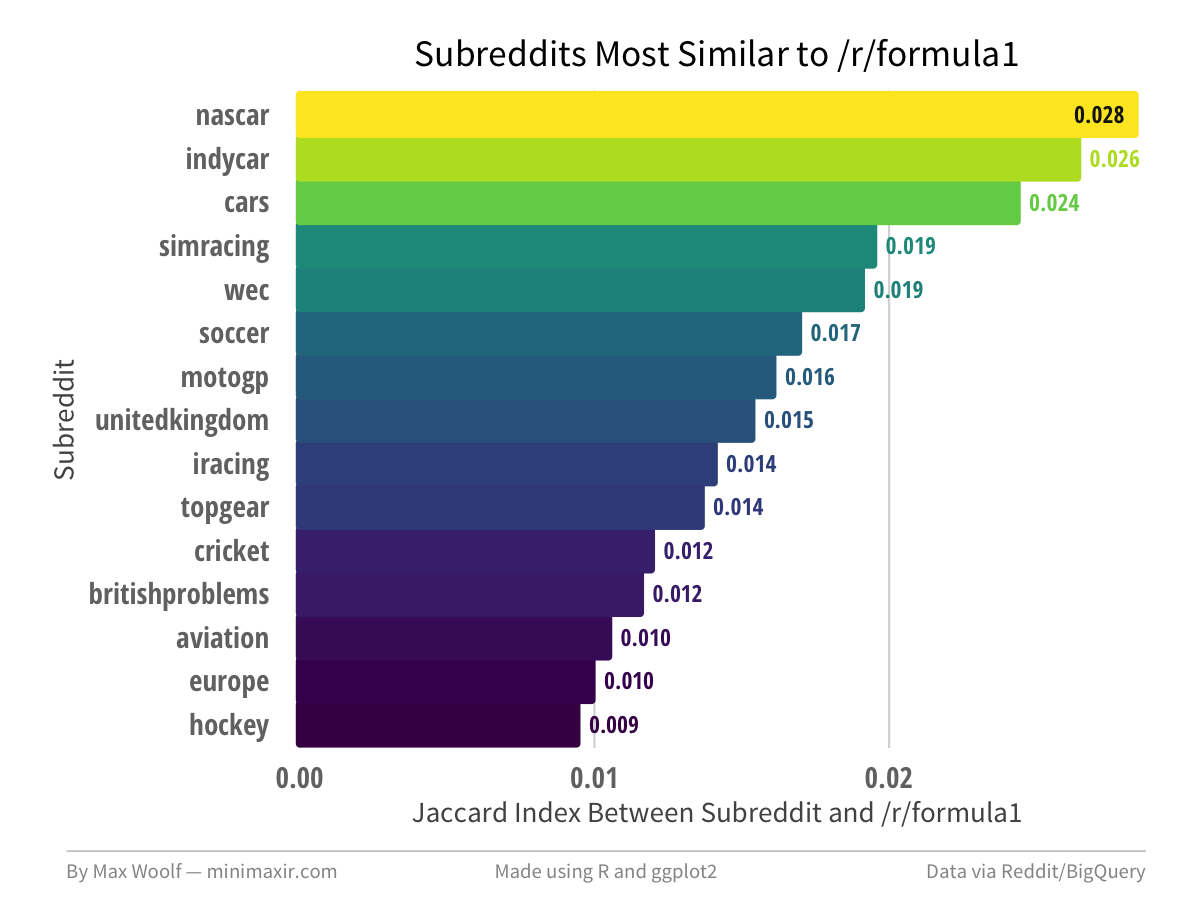 Subreddits Most Similar to /r/formula1
nascar 0.028
indycar 0.026
cars 0.024
simracing 0.019
wec 0.019
soccer 0.017
motogp 0.016
unitedkingdom 0.015
iracing 0.014
topgear 0.014
cricket 0.012
britishproblems 0.012
aviation 0.010
europe 0.010
hockey 0.009
Subreddit
0.00 0.01 0.02
Jaccard Index Between Subreddit and /r/formula1
By Max Woolf — minimaxir.com Made using R and ggplot2 Data via Reddit/BigQuery